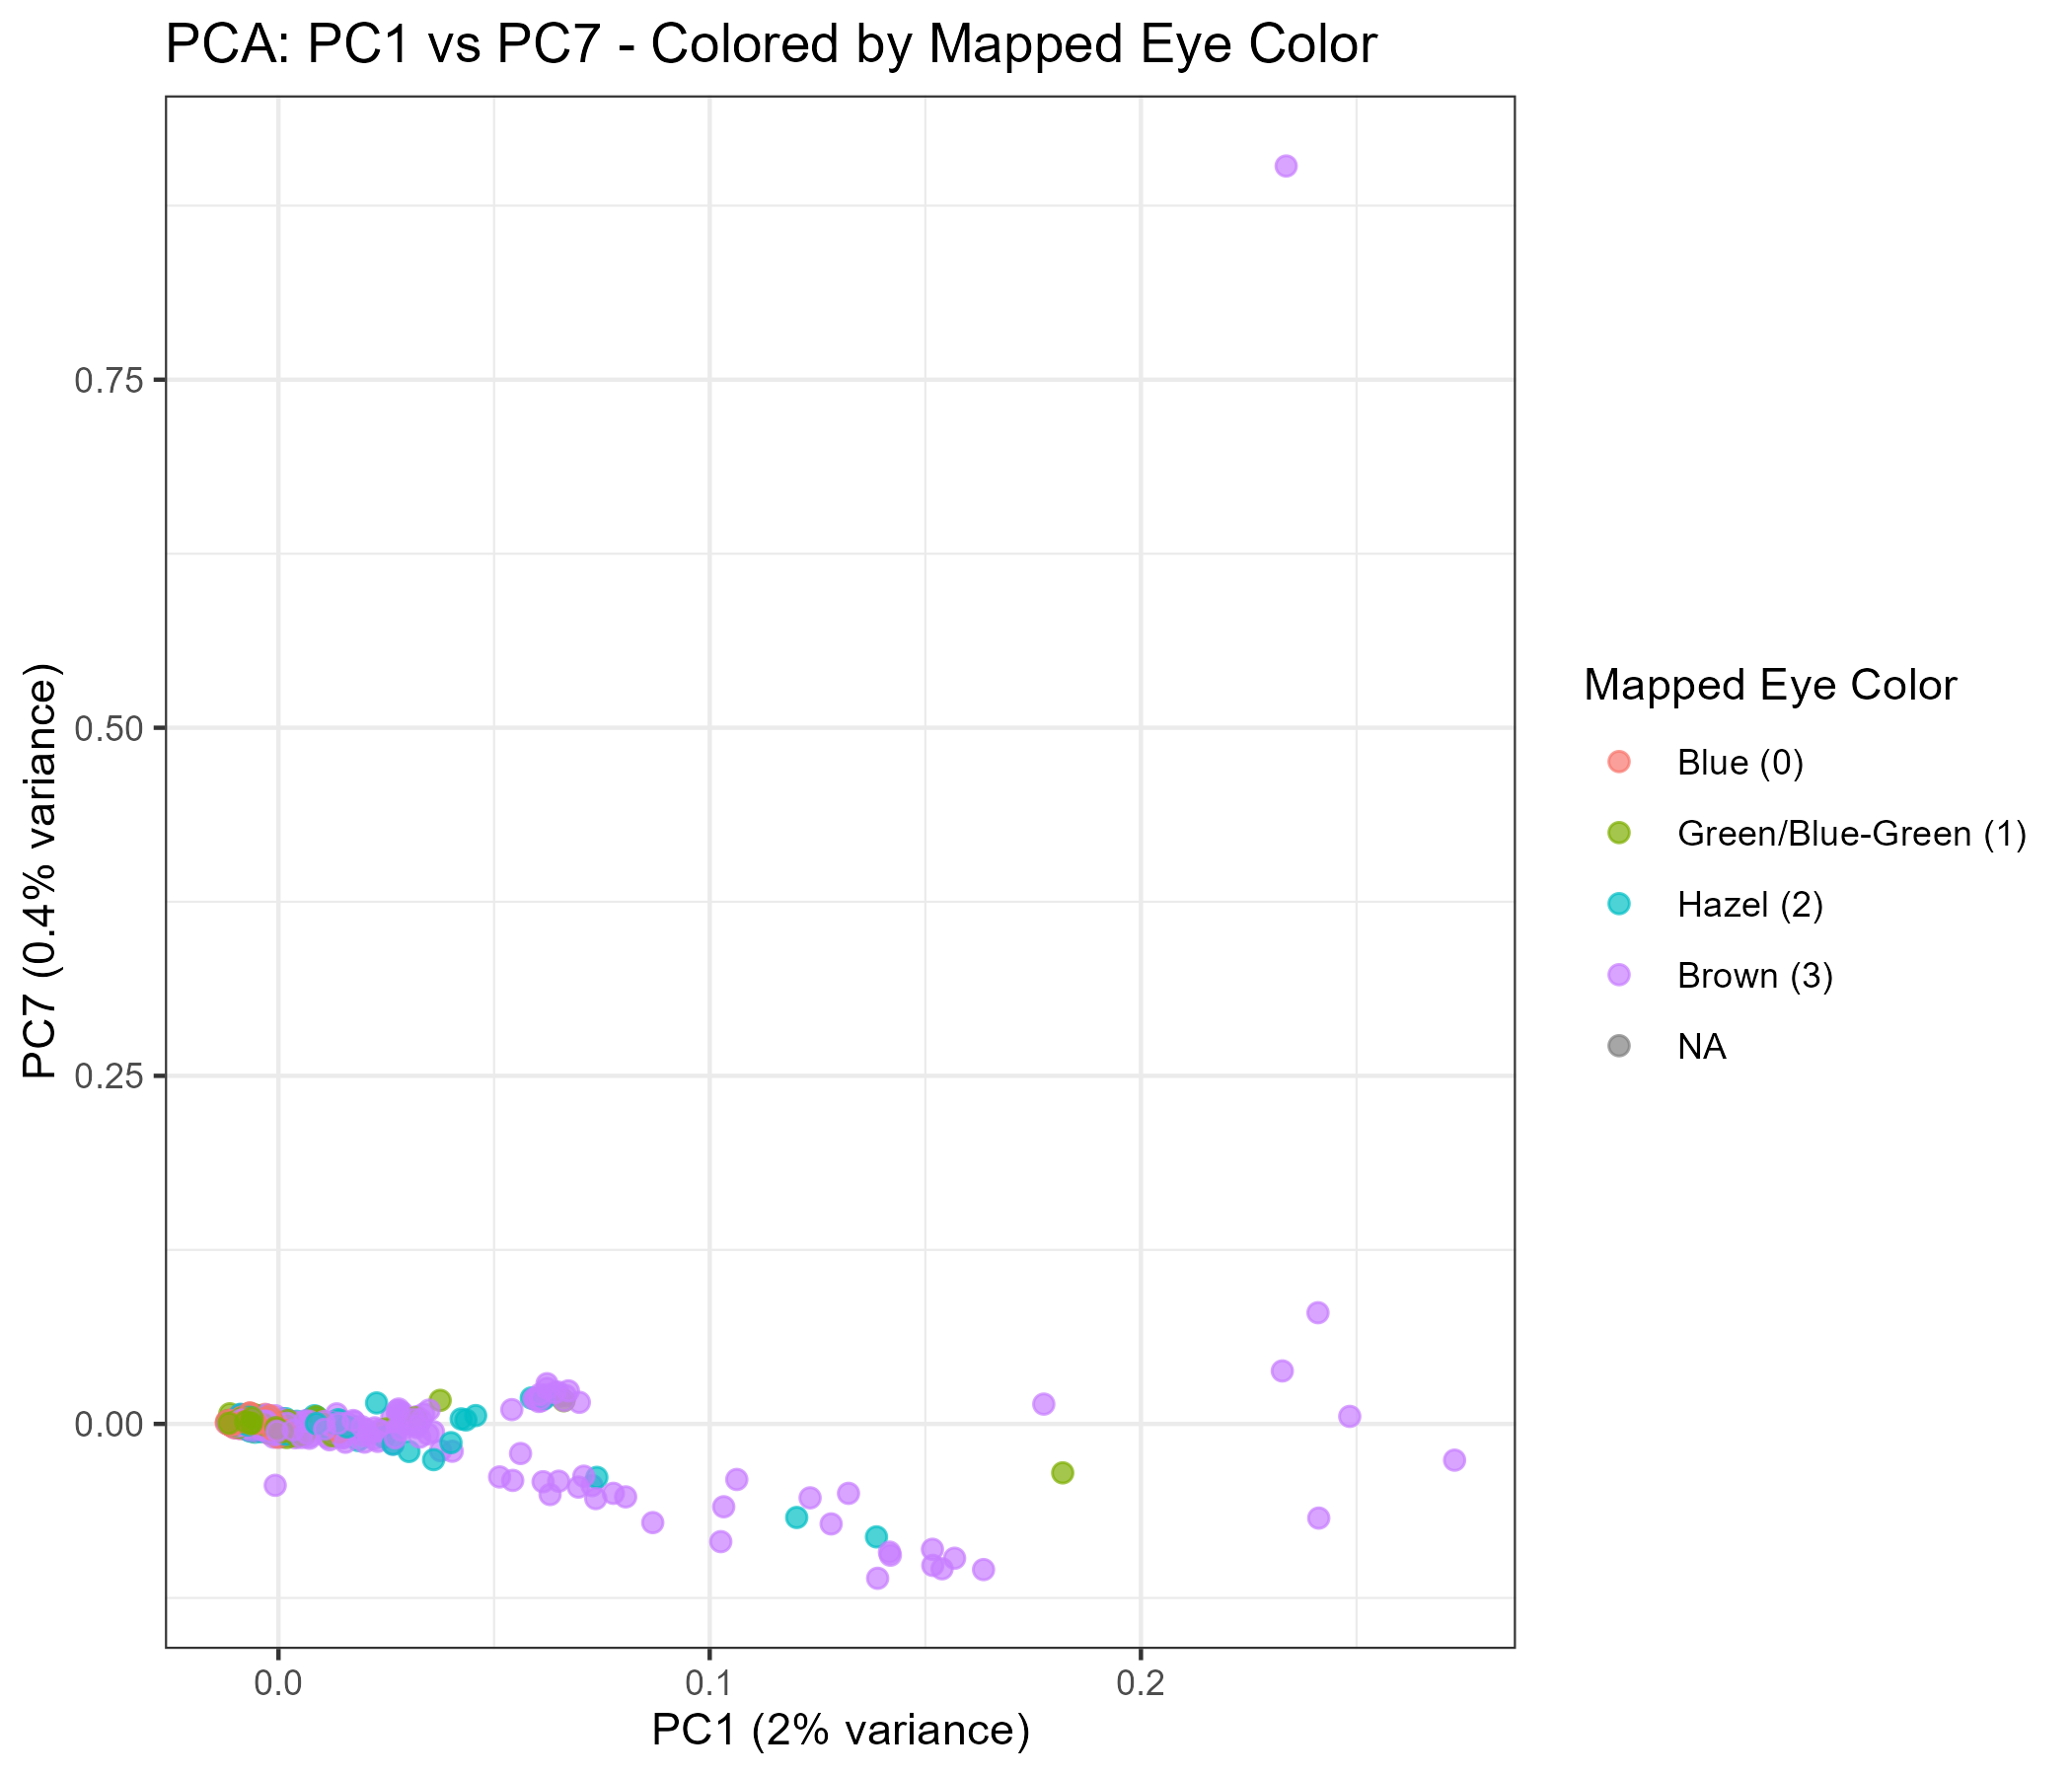 PCA: PC1 vs PC7 - Colored by Mapped Eye Color
PC7 (0.4% variance)
0.75
0.50
0.25
0.00
0.0
0.1
0.2
PC1 (2% variance)
Mapped Eye Color
Blue (0)
Green/Blue-Green (1)
Hazel (2)
Brown (3)
NA